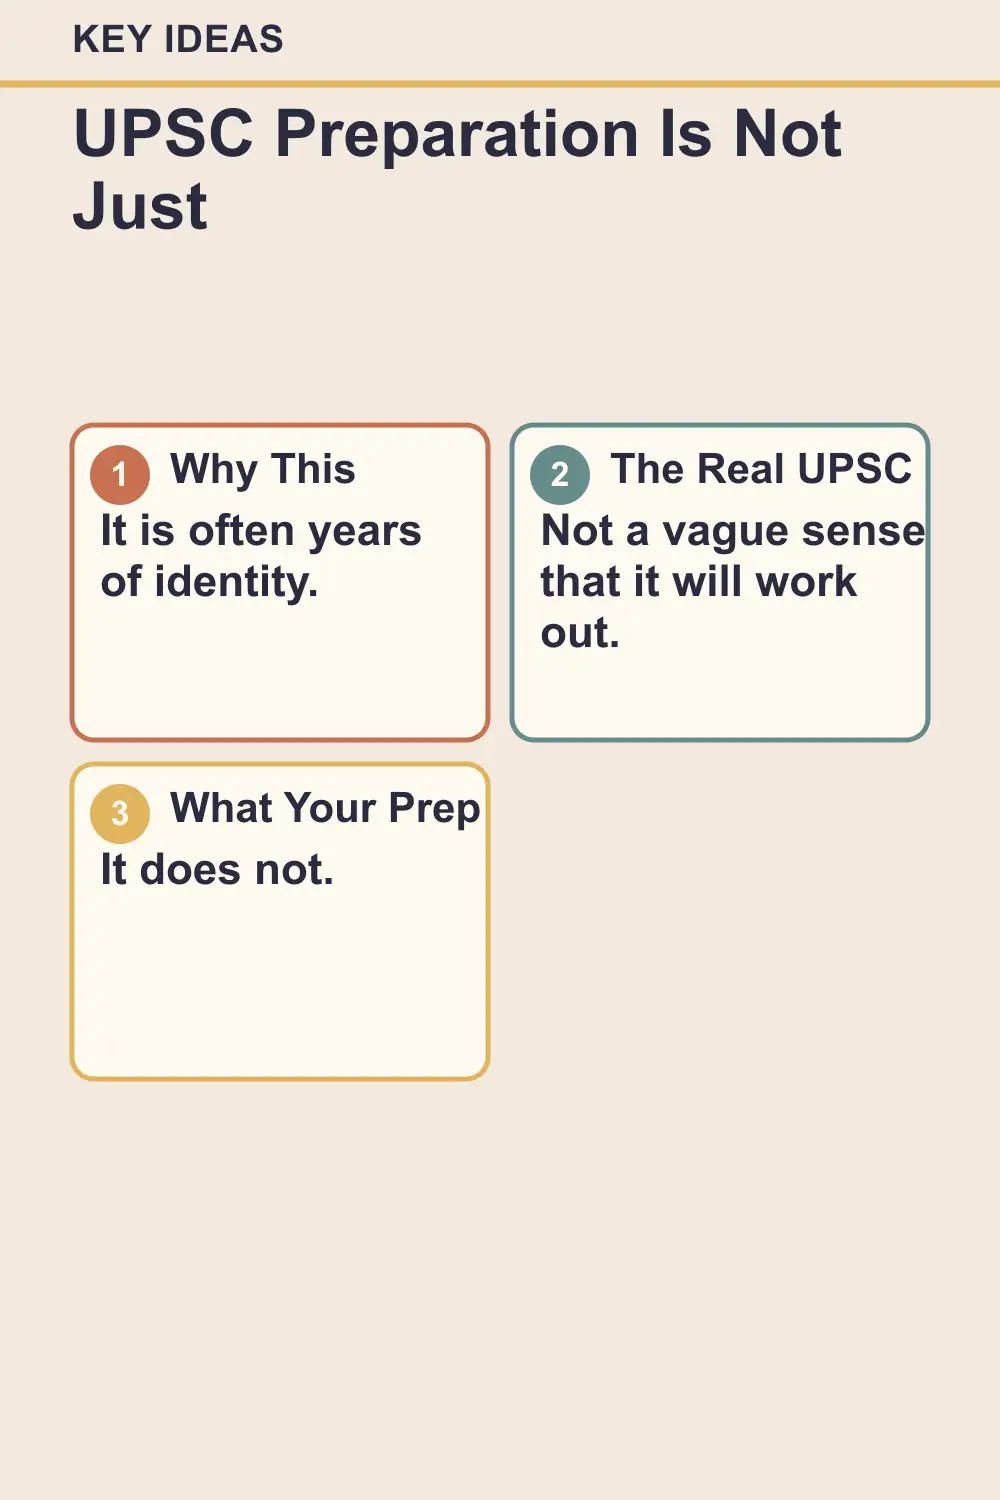 KEY IDEAS
UPSC Preparation Is Not
Just
1 Why This
It is often years
of identity.
2 The Real UPSC
Not a vague sense
that it will work
out.
3 What Your Prep
It does not.